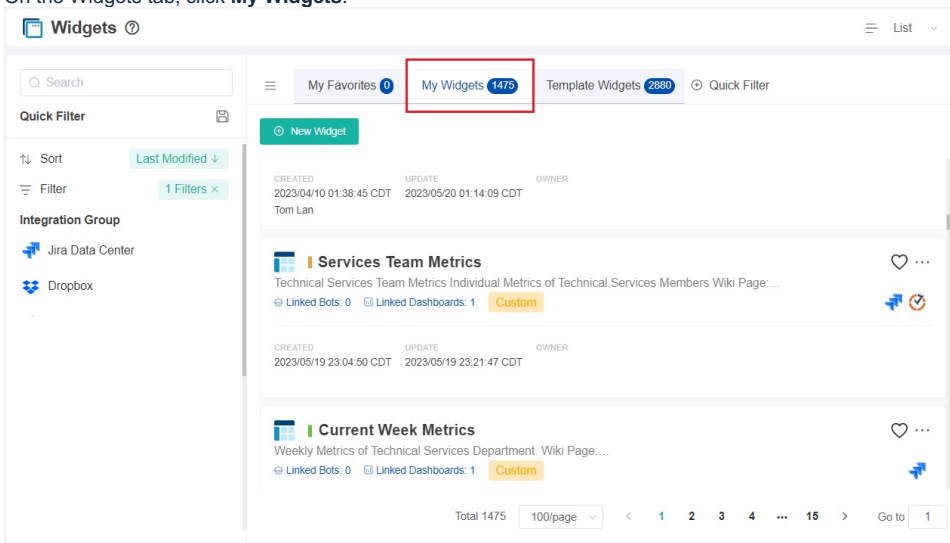 On the Widgets tab, click My Widgets.
Widgets
List
Search
Quick Filter
Sort Last Modified ↓
Filter 1 Filters ×
Integration Group
Jira Data Center
Dropbox
My Favorites 0 My Widgets 1475 Template Widgets 2880 Quick Filter
New Widget
CREATED UPDATE OWNER
2023/04/10 01:38:45 CDT 2023/05/20 01:14:09 CDT
Tom Lan
Services Team Metrics
Technical Services Team Metrics Individual Metrics of Technical Services Members Wiki Page:...
Linked Bots: 0 Linked Dashboards: 1 Custom
CREATED UPDATE OWNER
2023/05/19 23:04:50 CDT 2023/05/19 23:21:47 CDT
Current Week Metrics
Weekly Metrics of Technical Services Department. Wiki Page:...
Linked Bots: 0 Linked Dashboards: 1 Custom
Total 1475 100/page < 1 2 3 4 ... 15 > Go to 1